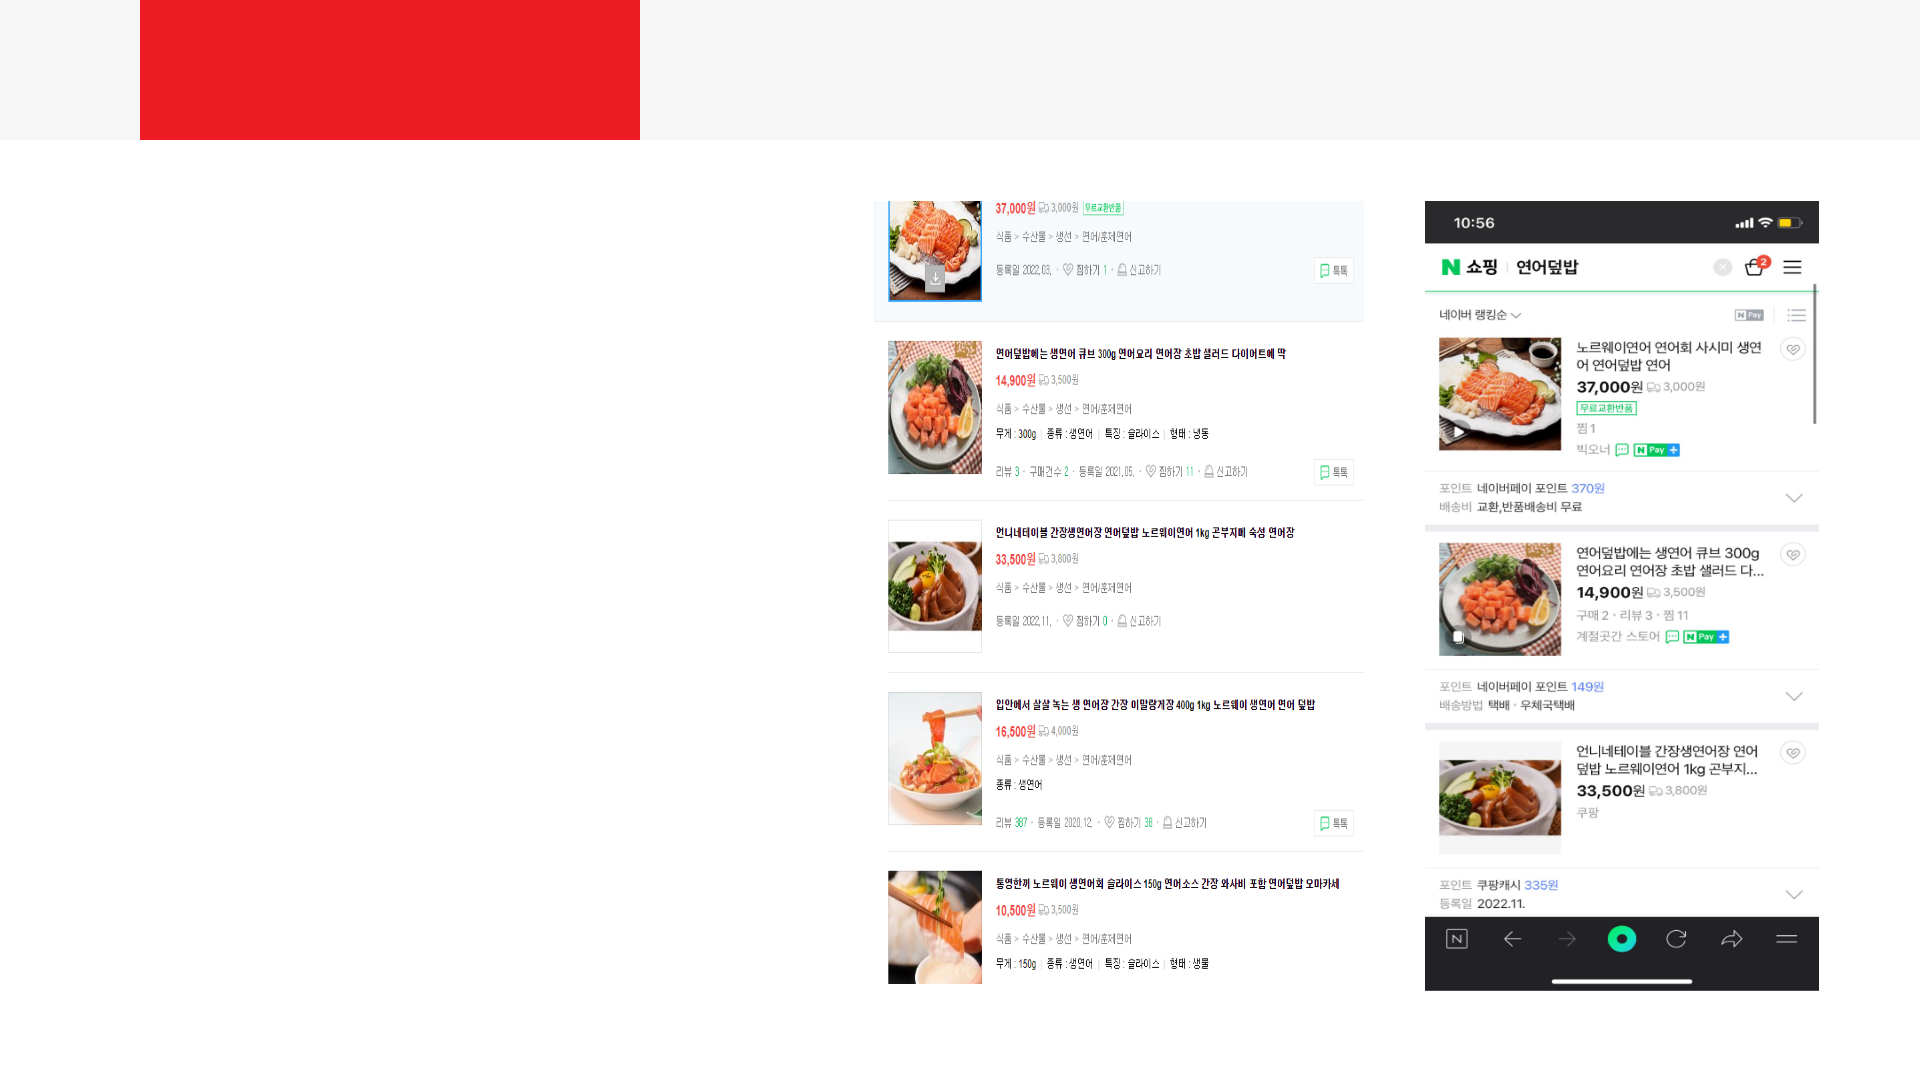 37,000원 3,000원 무료교환반품
식품 > 수산물 > 생선 > 연어/훈제연어
등록일 2022.03. · 찜하기 1 · 신고하기
톡톡
연어덮밥에는 생연어 큐브 300g 연어요리 연어장 초밥 샐러드 다이어트에 딱
14,900원 3,500원
식품 > 수산물 > 생선 > 연어/훈제연어
무게 : 300g | 종류 : 생연어 | 특징 : 슬라이스 | 형태 : 냉동
리뷰 3 · 구매건수 2 · 등록일 2021.05. · 찜하기 11 · 신고하기
톡톡
언니네테이블 간장생연어장 연어덮밥 노르웨이연어 1kg 곤부지메 숙성 연어장
33,500원 3,800원
식품 > 수산물 > 생선 > 연어/훈제연어
등록일 2022.11. · 찜하기 0 · 신고하기
입안에서 살살 녹는 생 연어장 간장 이말량게장 400g 1kg 노르웨이 생연어 연어 덮밥
16,500원 4,000원
식품 > 수산물 > 생선 > 연어/훈제연어
종류 : 생연어
리뷰 387 · 등록일 2020.12. · 찜하기 38 · 신고하기
톡톡
통영한끼 노르웨이 생연어회 슬라이스 150g 연어소스 간장 와사비 포함 연어덮밥 오마카세
10,500원 3,500원
식품 > 수산물 > 생선 > 연어/훈제연어
무게 : 150g | 종류 : 생연어 | 특징 : 슬라이스 | 형태 : 생물
10:56
N 쇼핑 연어덮밥
2
네이버 랭킹순
N Pay
노르웨이연어 연어회 사시미 생연
어 연어덮밥 연어
37,000원 3,000원
무료교환반품
찜 1
빅오너 N Pay +
포인트 네이버페이 포인트 370원
배송비 교환,반품배송비 무료
연어덮밥에는 생연어 큐브 300g
연어요리 연어장 초밥 샐러드 다...
14,900원 3,500원
구매 2 · 리뷰 3 · 찜 11
계절곳간 스토어 N Pay +
포인트 네이버페이 포인트 149원
배송방법 택배 · 우체국택배
언니네테이블 간장생연어장 연어
덮밥 노르웨이연어 1kg 곤부지...
33,500원 3,800원
쿠팡
포인트 쿠팡캐시 335원
등록일 2022.11.
N